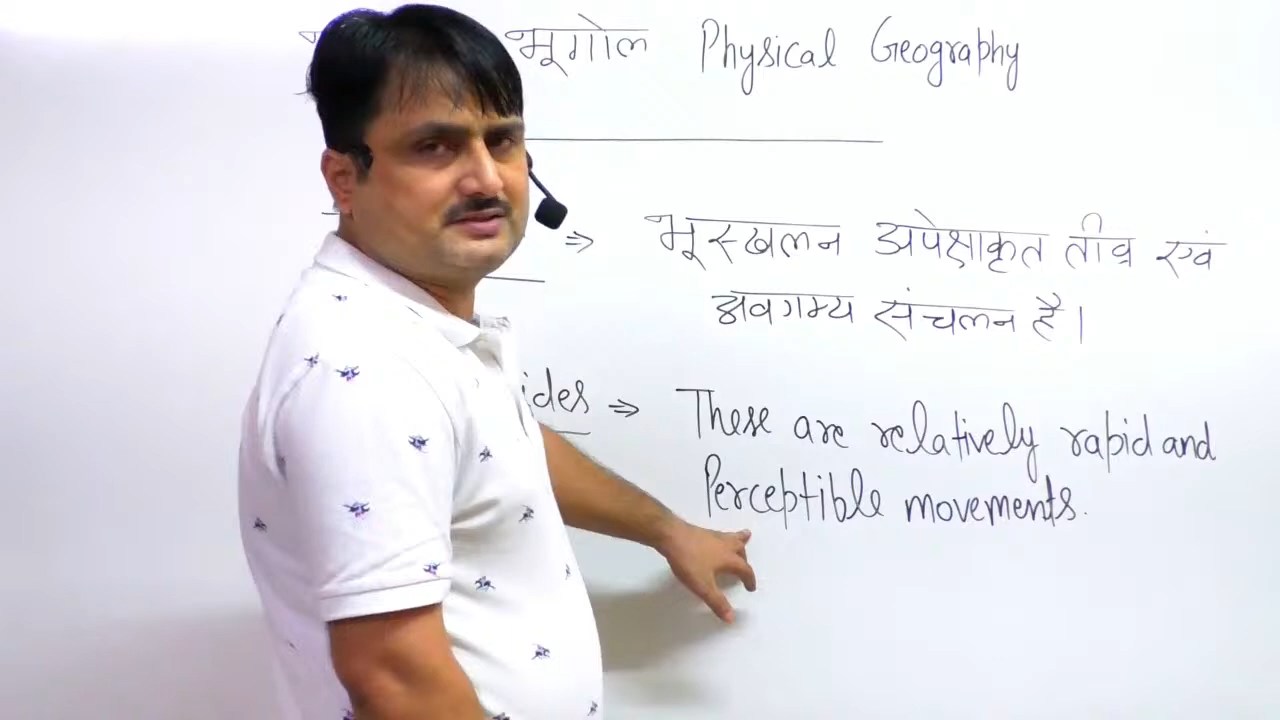 भूगोल Physical Geography
⇒ भूस्खलन अपेक्षाकृत तीव्र एवं
अवगम्य संचलन है।
ides ⇒ These are relatively rapid and
Perceptible movements.